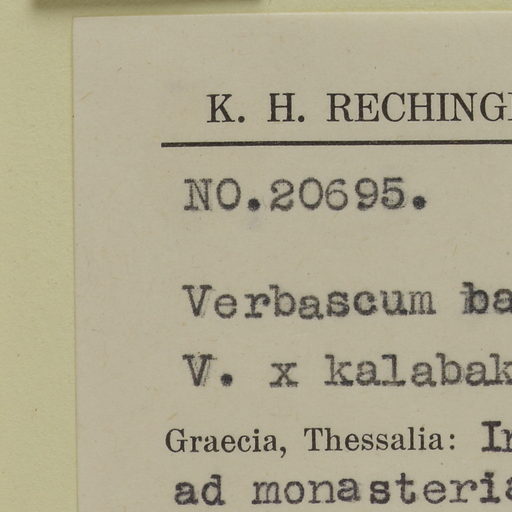 K. H. RECHING
NO.20695.
Verbascum ba
V. x kalabak
Graecia, Thessalia: In
ad monasteria